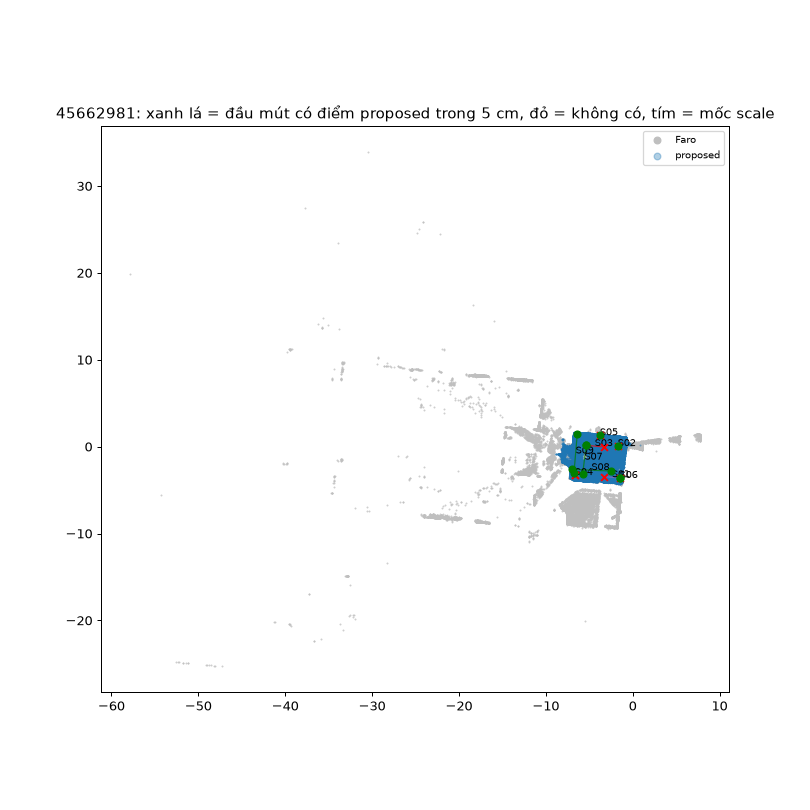 45662981: xanh lá = đầu mút có điểm proposed trong 5 cm, đỏ = không có, tím = mốc scale
Faro
proposed
30
20
10
0
−10
−20
S05
S03
S02
S07
S08
S06
−60
−50
−40
−30
−20
−10
0
10